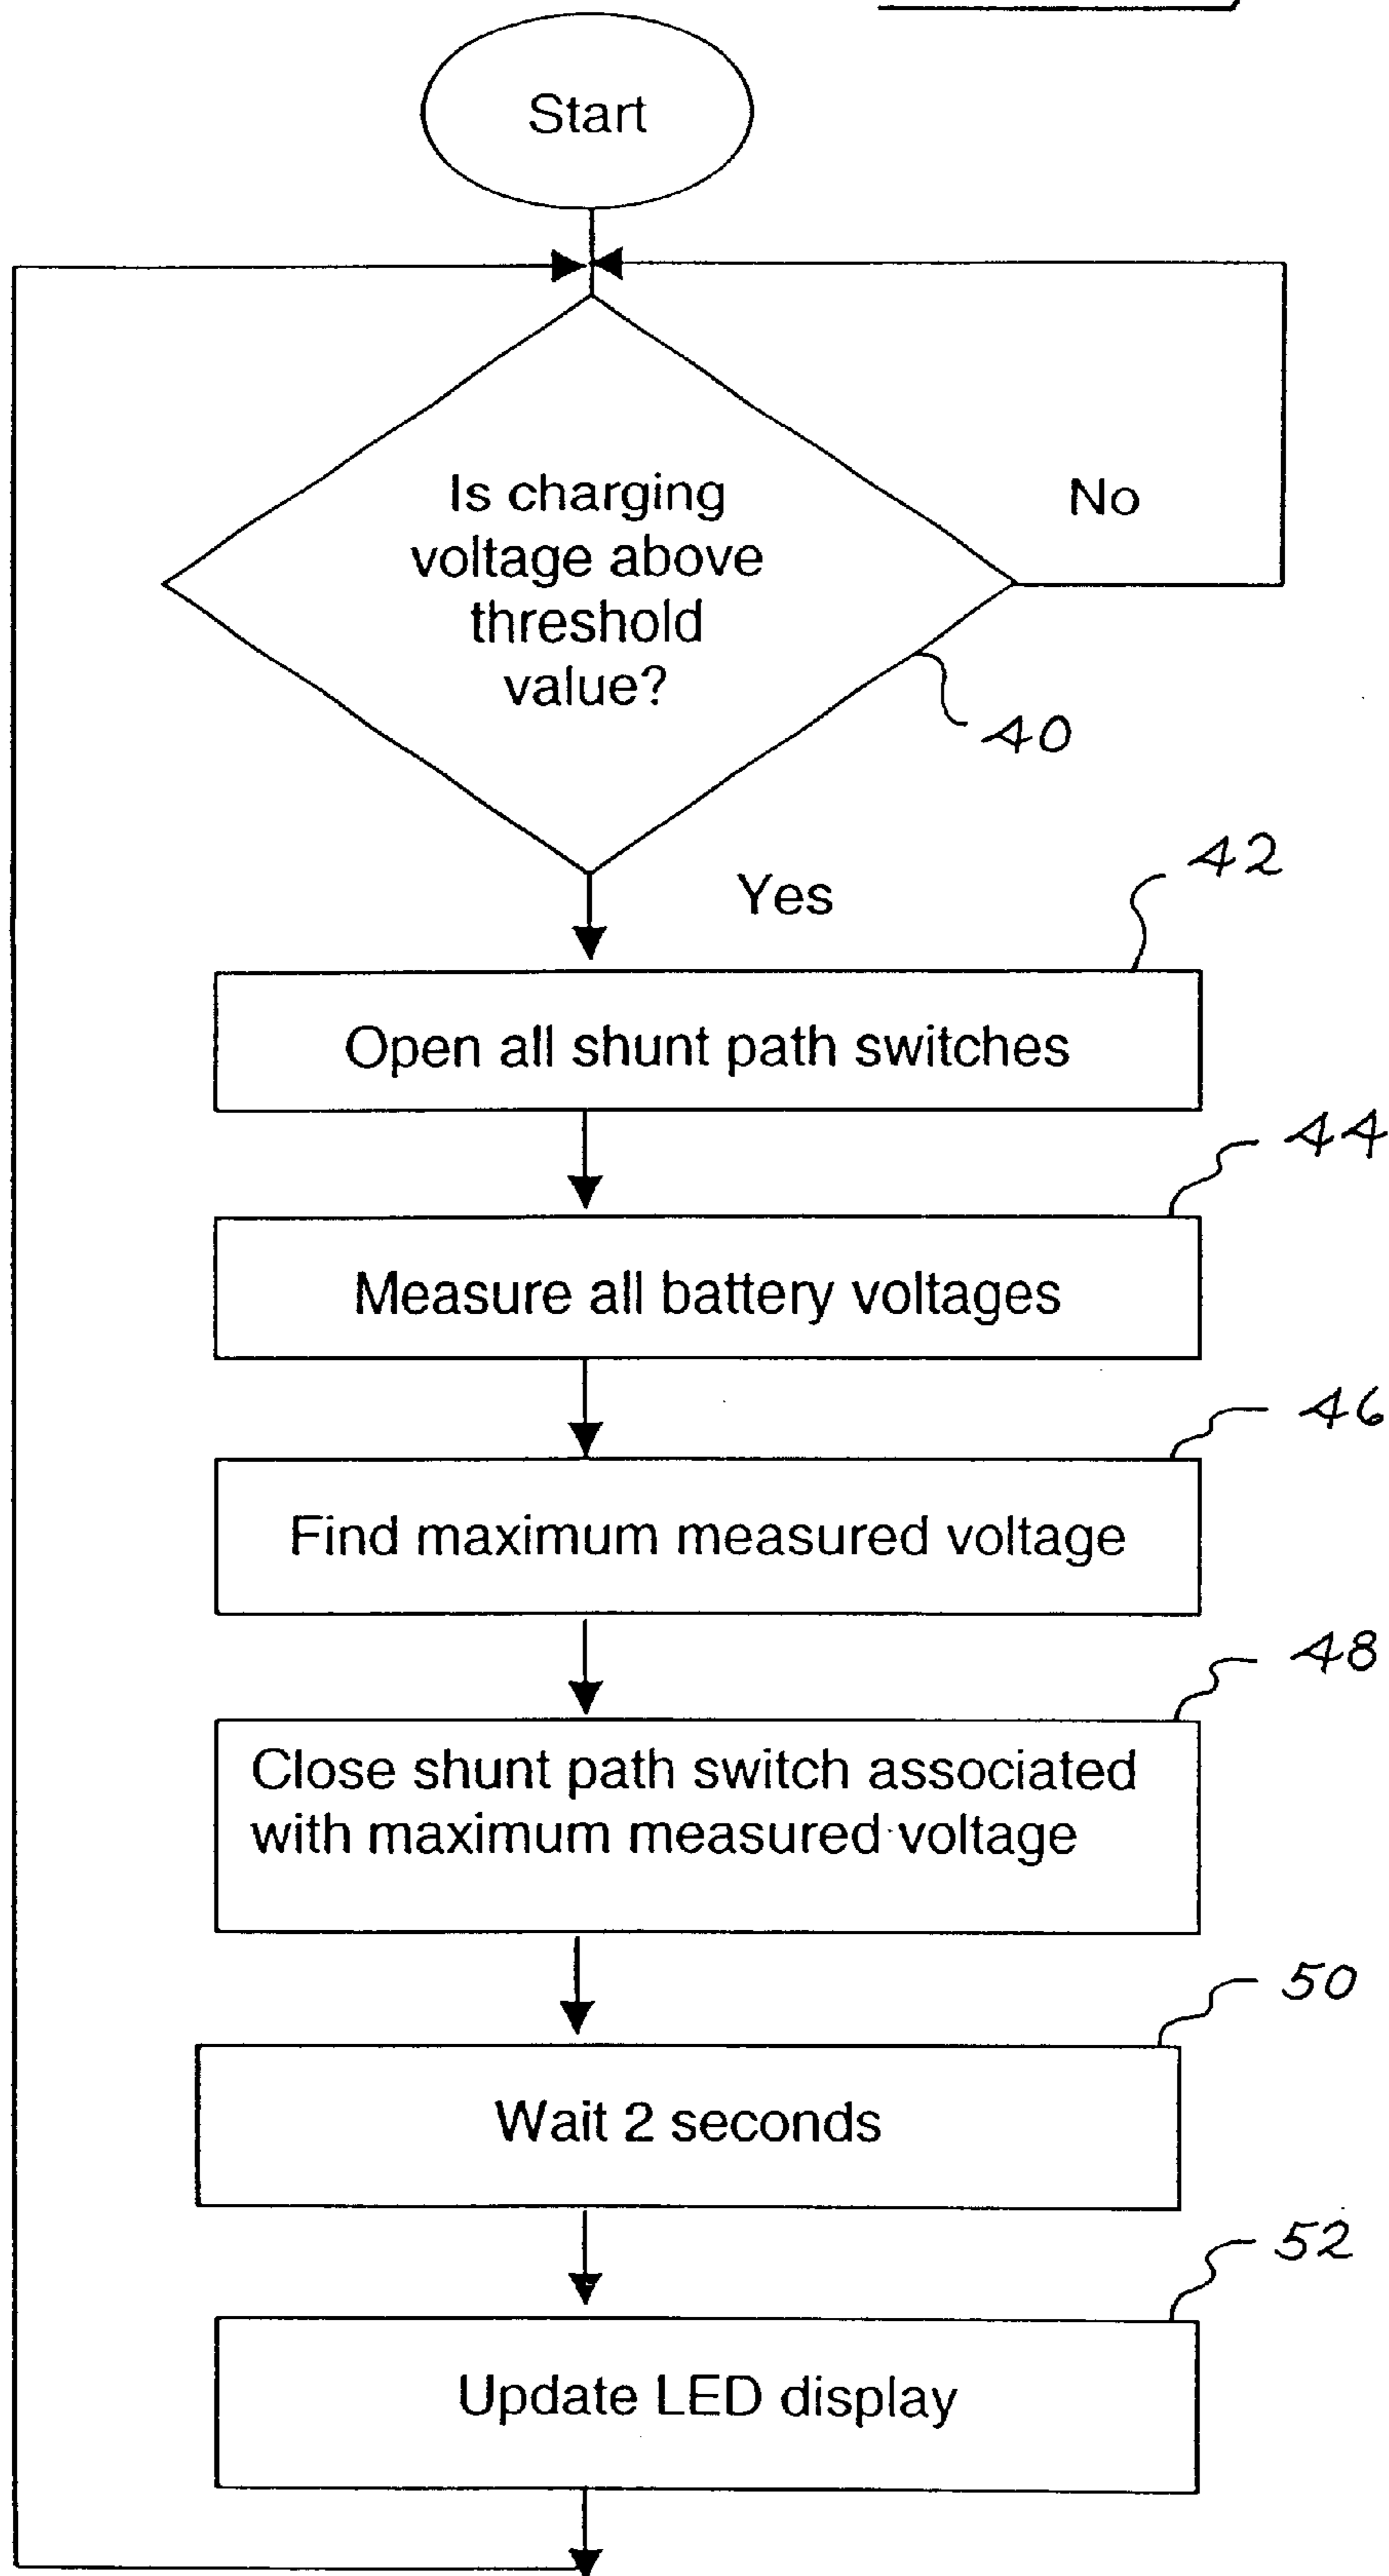 Start
Is charging
voltage above
threshold
value?
No
40
Yes
42
Open all shunt path switches
44
Measure all battery voltages
46
Find maximum measured voltage
48
Close shunt path switch associated
with maximum measured voltage
50
Wait 2 seconds
52
Update LED display